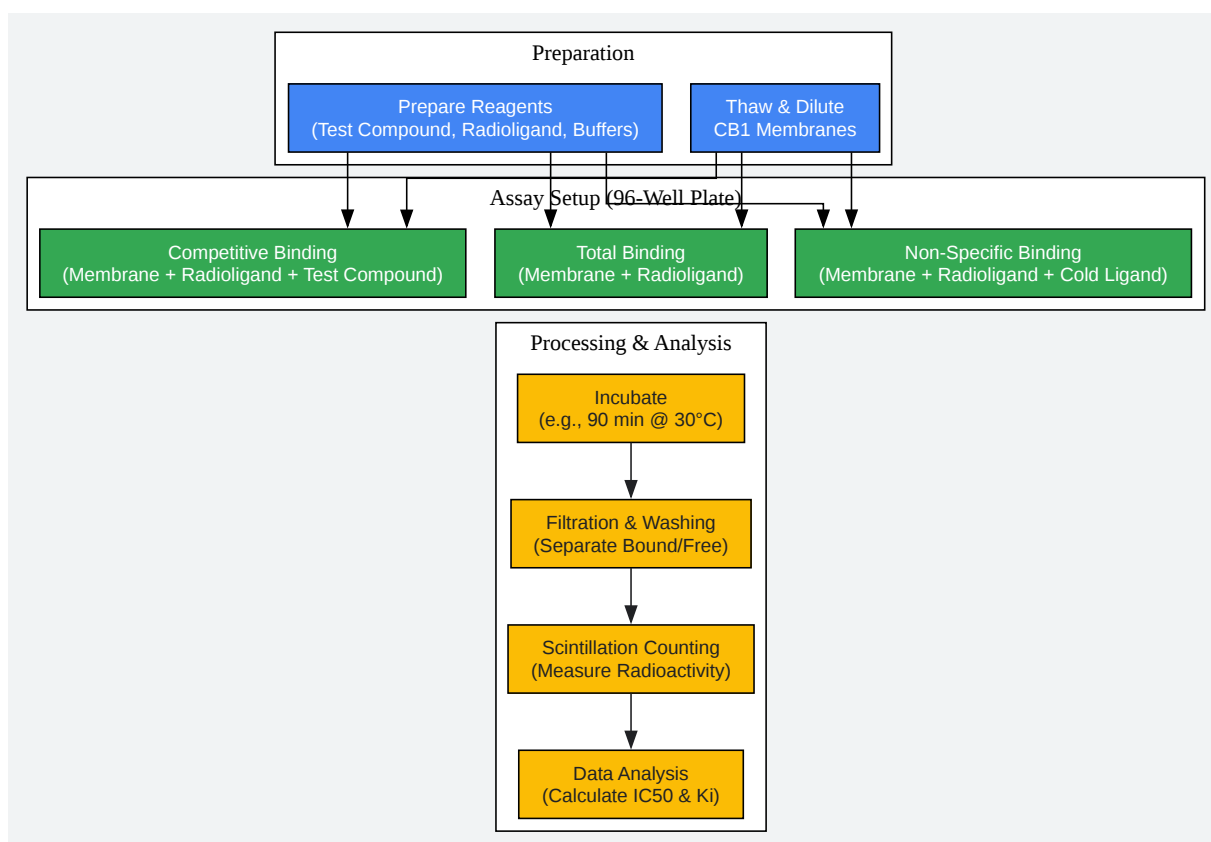 Preparation
Prepare Reagents
(Test Compound, Radioligand, Buffers)
Thaw & Dilute
CB1 Membranes
Assay Setup (96-Well Plate)
Competitive Binding
(Membrane + Radioligand + Test Compound)
Total Binding
(Membrane + Radioligand)
Non-Specific Binding
(Membrane + Radioligand + Cold Ligand)
Processing & Analysis
Incubate
(e.g., 90 min @ 30°C)
Filtration & Washing
(Separate Bound/Free)
Scintillation Counting
(Measure Radioactivity)
Data Analysis
(Calculate IC50 & Ki)